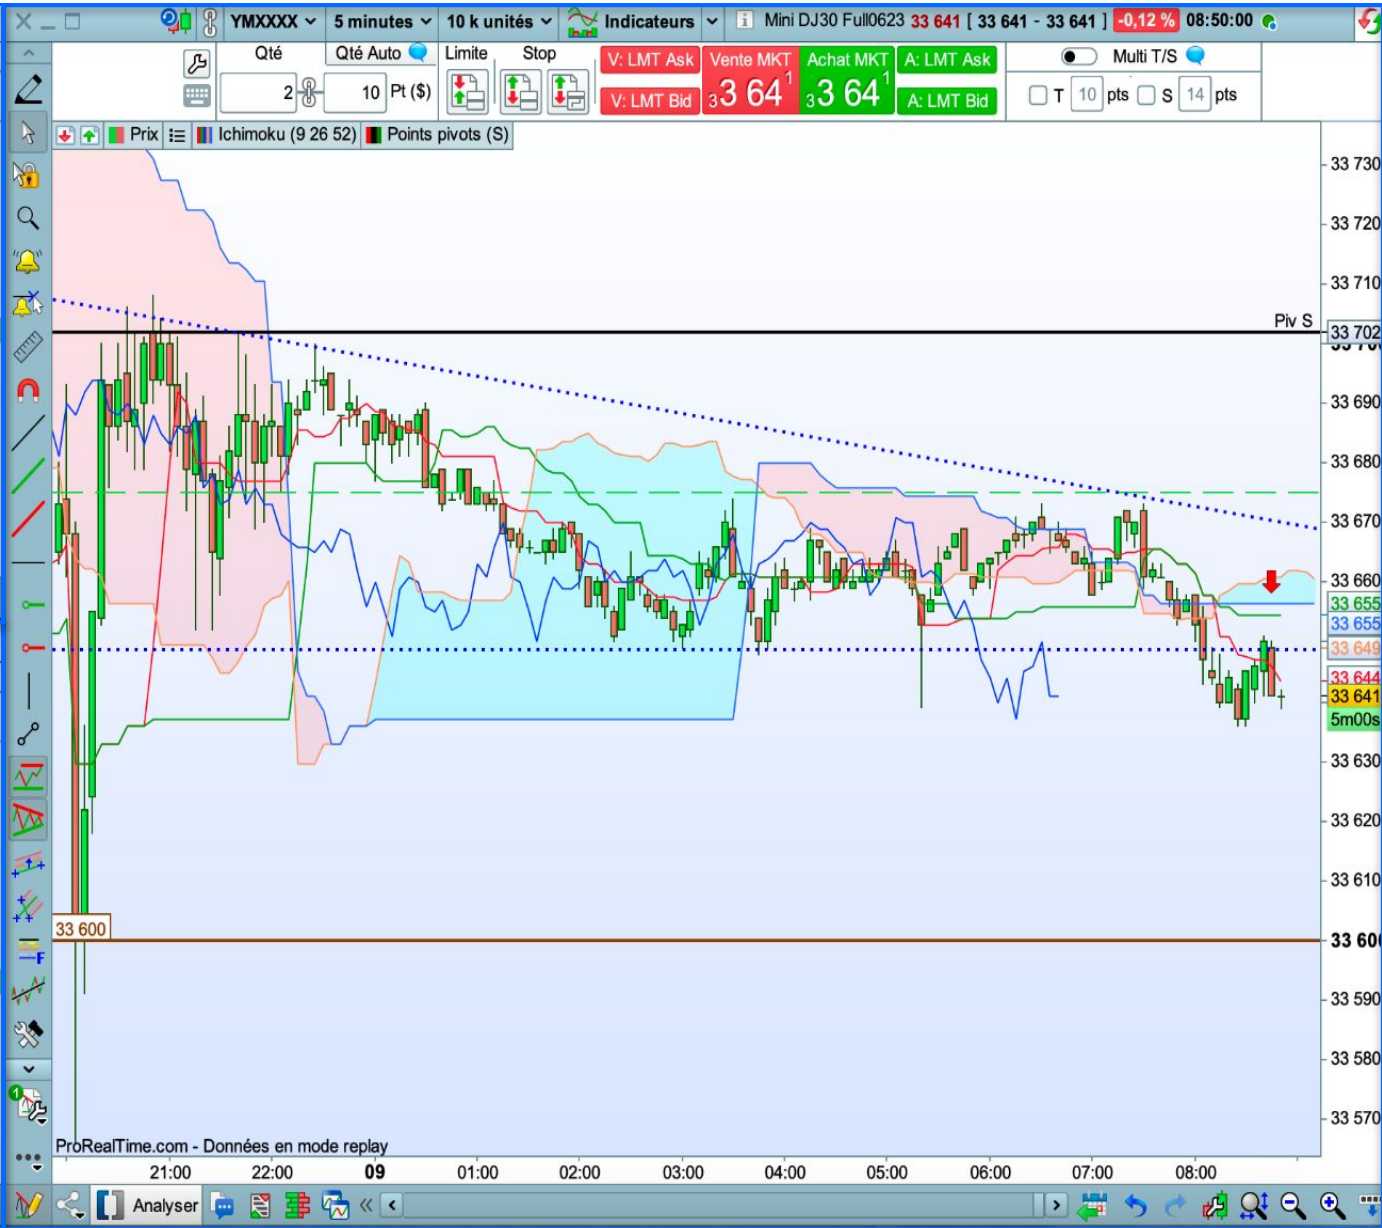 YMXXXX 5 minutes 10 k unités Indicateurs i Mini DJ30 Full0623 33 641 [ 33 641 - 33 641 ] -0,12 % 08:50:00
Qté Qté Auto Limite Stop V: LMT Ask Vente MKT Achat MKT A: LMT Ask Multi T/S
2 10 Pt ($) V: LMT Bid 33 64 1 33 64 1 A: LMT Bid T 10 pts S 14 pts
Prix Ichimoku (9 26 52) Points pivots (S)
33 730
33 720
33 710
Piv S
33 702
33 690
33 680
33 670
33 660
33 655
33 655
33 649
33 644
33 641
5m00s
33 630
33 620
33 610
33 600
33 600
33 590
33 580
33 570
ProRealTime.com - Données en mode replay
21:00 22:00 09 01:00 02:00 03:00 04:00 05:00 06:00 07:00 08:00
Analyser